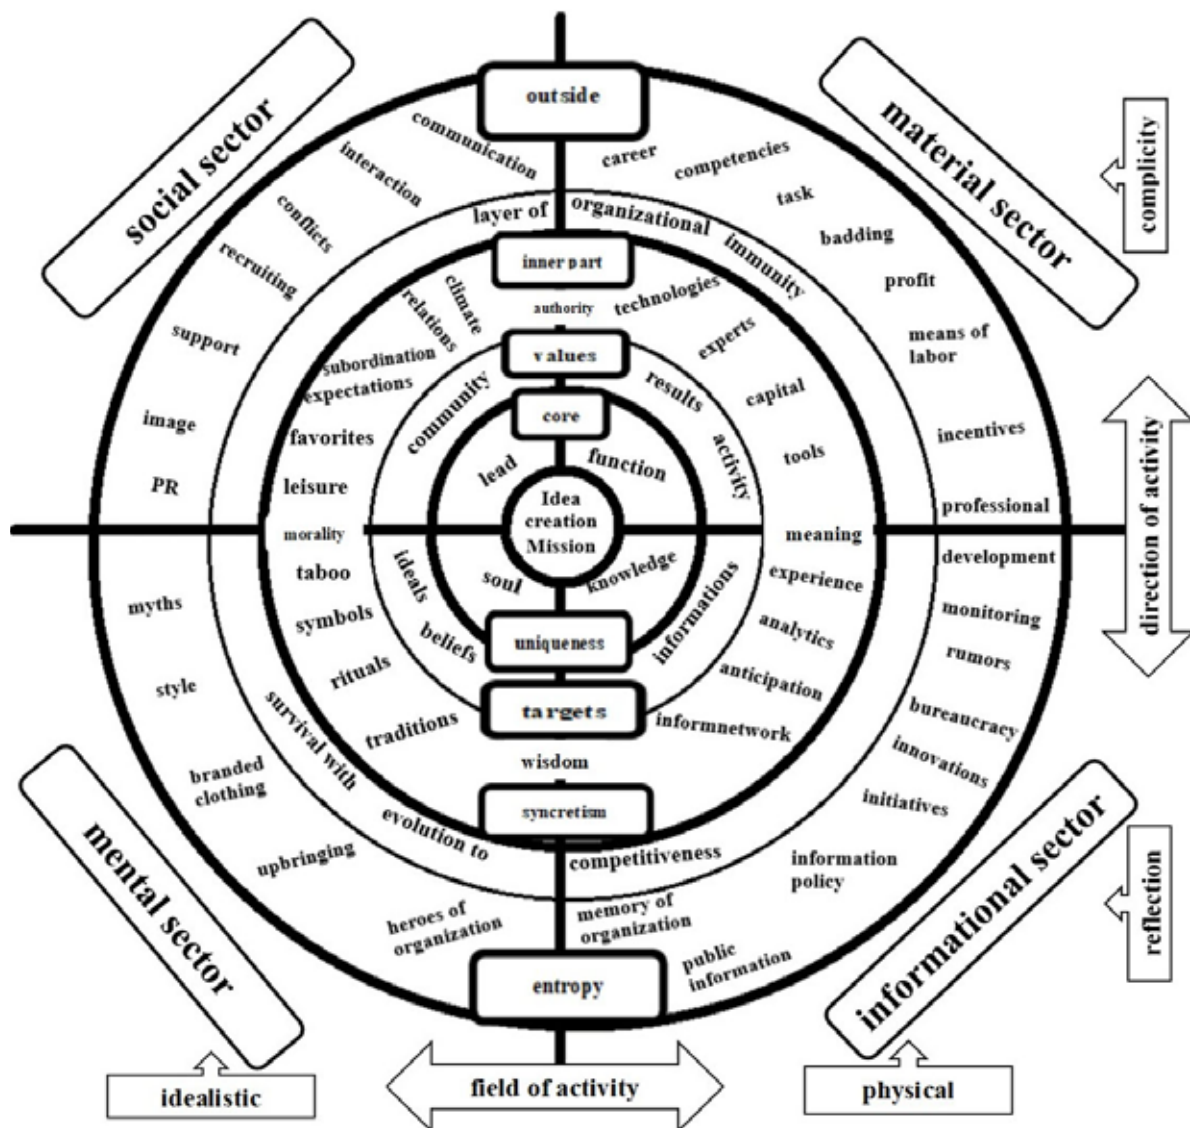 outside
social sector
material sector
complicity
communication
interaction
conflicts
recruiting
support
image
PR
career
competencies
task
badding
profit
means of
labor
incentives
professional
layer of
organizational
immunity
inner part
climate
relations
subordination
expectations
favorites
leisure
morality
authority
technologies
experts
capital
tools
meaning
values
community
results
activity
core
lead
function
Idea
creation
Mission
soul
knowledge
ideals
beliefs
uniqueness
informations
targets
taboo
symbols
rituals
traditions
wisdom
experience
analytics
anticipation
informnetwork
syncretism
survival with
evolution to
competitiveness
myths
style
branded
clothing
upbringing
heroes of
organization
development
monitoring
rumors
bureaucracy
innovations
initiatives
information
policy
memory of
organization
public
information
entropy
direction of activity
mental sector
informational sector
reflection
idealistic
field of activity
physical